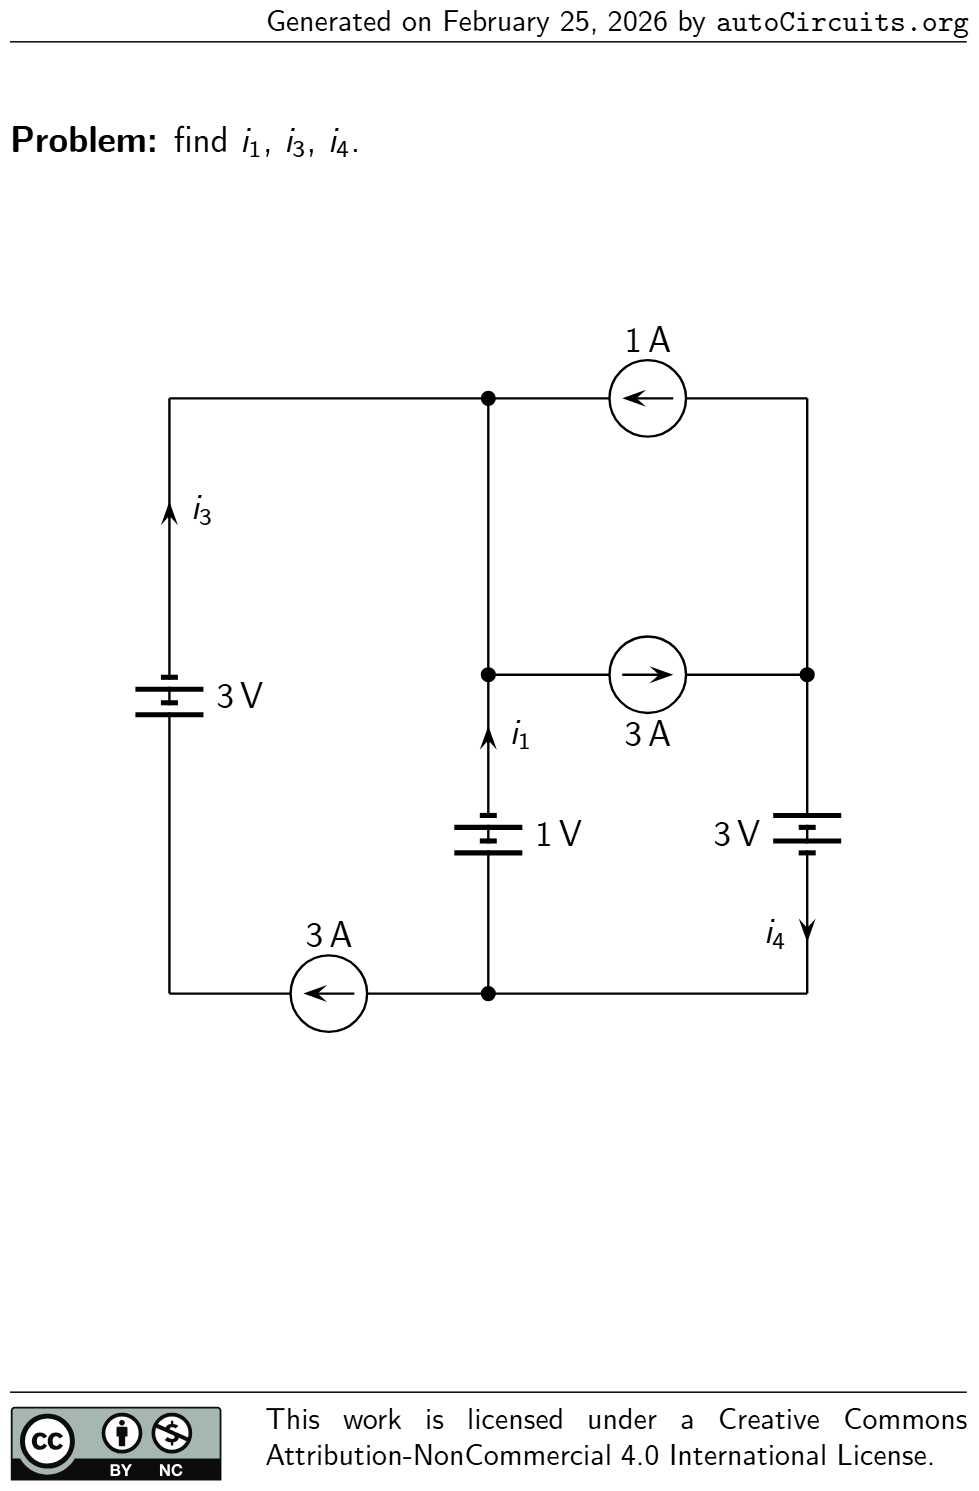 Generated on February 25, 2026 by autoCircuits.org
Problem: find i₁, i₃, i₄.
1 A
i₃
3 V
3 A
i₁
1 V
3 V
i₄
3 A
This work is licensed under a Creative Commons
Attribution-NonCommercial 4.0 International License.
cc
BY NC